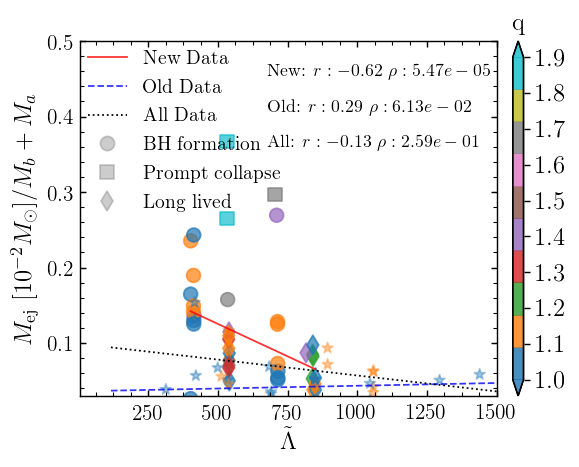 q
0.5
0.4
0.3
0.2
0.1
M_ej [10^{-2} M_⊙]/M_b + M_a
New Data
Old Data
All Data
BH formation
Prompt collapse
Long lived
New: r : −0.62 ρ : 5.47e − 05
Old: r : 0.29 ρ : 6.13e − 02
All: r : −0.13 ρ : 2.59e − 01
250 500 750 1000 1250 1500
Λ̃
1.9
1.8
1.7
1.6
1.5
1.4
1.3
1.2
1.1
1.0